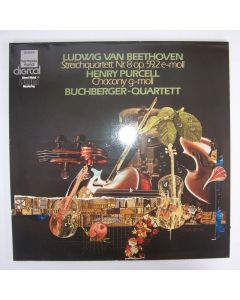 digital
LUDWIG VAN BEETHOVEN
Streichquartett Nr. 8 op. 59/2 e-moll
HENRY PURCELL
Chacony g-moll
BUCHBERGER-QUARTETT